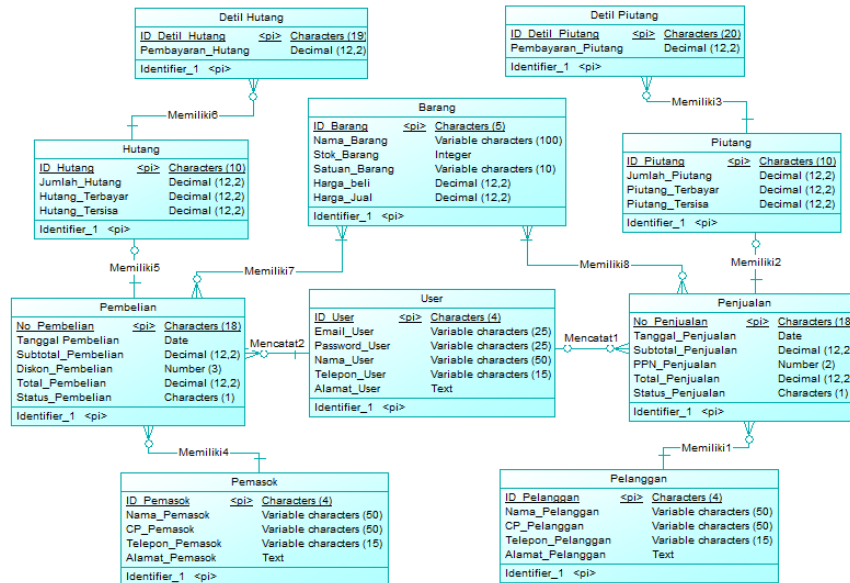 Detil Hutang
ID_Detil_Hutang <pi> Characters (19)
Pembayaran_Hutang Decimal (12,2)
Identifier_1 <pi>
Detil Piutang
ID_Detil_Piutang <pi> Characters (20)
Pembayaran_Piutang Decimal (12,2)
Identifier_1 <pi>
Memiliki6
Memiliki3
Barang
ID_Barang <pi> Characters (5)
Nama_Barang Variable characters (100)
Stok_Barang Integer
Satuan_Barang Variable characters (10)
Harga_beli Decimal (12,2)
Harga_Jual Decimal (12,2)
Identifier_1 <pi>
Hutang
ID_Hutang <pi> Characters (10)
Jumlah_Hutang Decimal (12,2)
Hutang_Terbayar Decimal (12,2)
Hutang_Tersisa Decimal (12,2)
Identifier_1 <pi>
Piutang
ID_Piutang <pi> Characters (10)
Jumlah_Piutang Decimal (12,2)
Piutang_Terbayar Decimal (12,2)
Piutang_Tersisa Decimal (12,2)
Identifier_1 <pi>
Memiliki5
Memiliki7
Memiliki8
Memiliki2
Pembelian
No_Pembelian <pi> Characters (18)
Tanggal Pembelian Date
Subtotal_Pembelian Decimal (12,2)
Diskon_Pembelian Number (3)
Total_Pembelian Decimal (12,2)
Status_Pembelian Characters (1)
Identifier_1 <pi>
Mencatat2
User
ID_User <pi> Characters (4)
Email_User Variable characters (25)
Password_User Variable characters (25)
Nama_User Variable characters (50)
Telepon_User Variable characters (15)
Alamat_User Text
Identifier_1 <pi>
Mencatat1
Penjualan
No_Penjualan <pi> Characters (18
Tanggal_Penjualan Date
Subtotal_Penjualan Decimal (12,2
PPN_Penjualan Number (2)
Total_Penjualan Decimal (12,2
Status_Penjualan Characters (1)
Identifier_1 <pi>
Memiliki4
Memiliki1
Pemasok
ID_Pemasok <pi> Characters (4)
Nama_Pemasok Variable characters (50)
CP_Pemasok Variable characters (50)
Telepon_Pemasok Variable characters (15)
Alamat_Pemasok Text
Identifier_1 <pi>
Pelanggan
ID_Pelanggan <pi> Characters (4)
Nama_Pelanggan Variable characters (50)
CP_Pelanggan Variable characters (50)
Telepon_Pelanggan Variable characters (15)
Alamat_Pelanggan Text
Identifier_1 <pi>